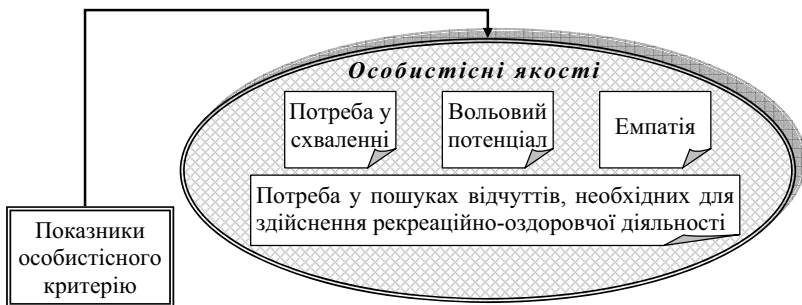 Особистісні якості
Потреба у
схваленні
Вольовий
потенціал
Емпатія
Потреба у пошуках відчуттів, необхідних для
здійснення рекреаційно-оздоровчої діяльності
Показники
особистісного
критерію